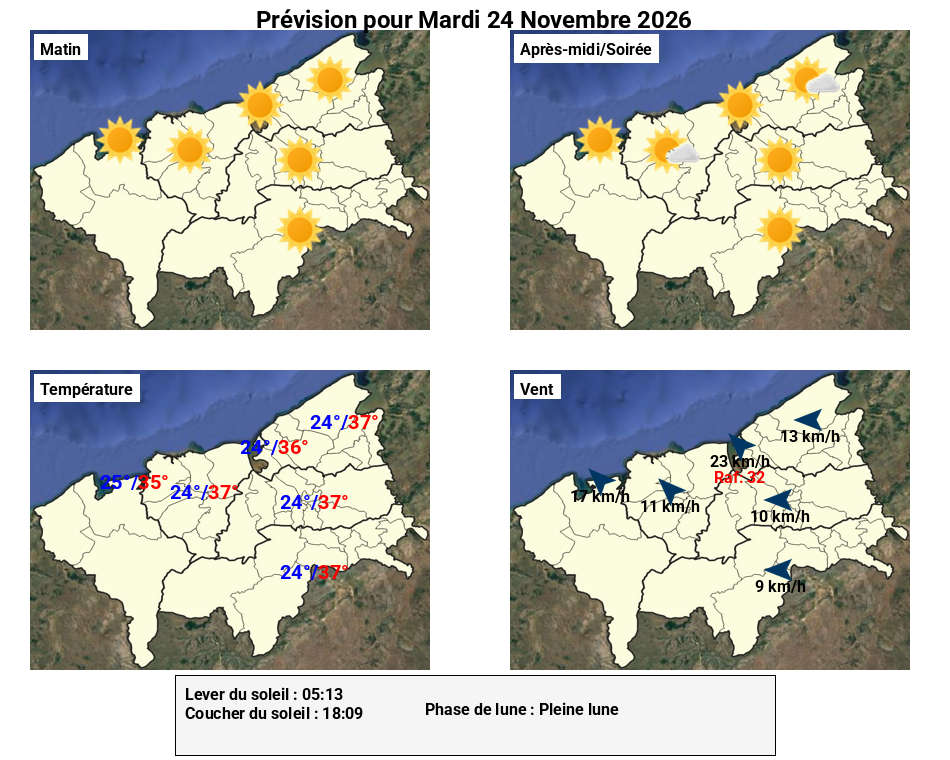 Prévision pour Mardi 24 Novembre 2026
Matin
Après-midi/Soirée
Température
24°/37°
24°/36°
25°/35°
24°/37°
24°/37°
24°/37°
Vent
13 km/h
23 km/h
Raf. 32
17 km/h
11 km/h
10 km/h
9 km/h
Lever du soleil : 05:13
Coucher du soleil : 18:09
Phase de lune : Pleine lune